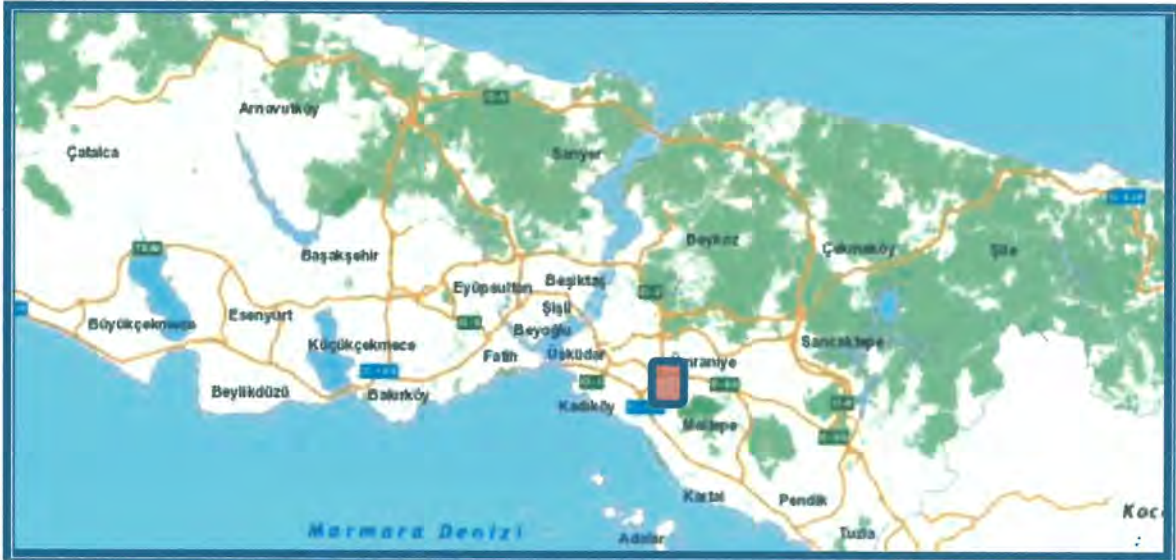 Arnavutköy
Çatalca
Sarıyer
Beykoz
Çekmeköy
Şile
Başakşehir
Eyüpsultan
Beşiktaş
Şişli
Büyükçekmece
Esenyurt
Küçükçekmece
Beyoğlu
Fatih
Üsküdar
Ümraniye
Sancaktepe
Beylikdüzü
Bakırköy
Kadıköy
Maltepe
Kartal
Pendik
Tuzla
Koc
Marmara Denizi
Adalar